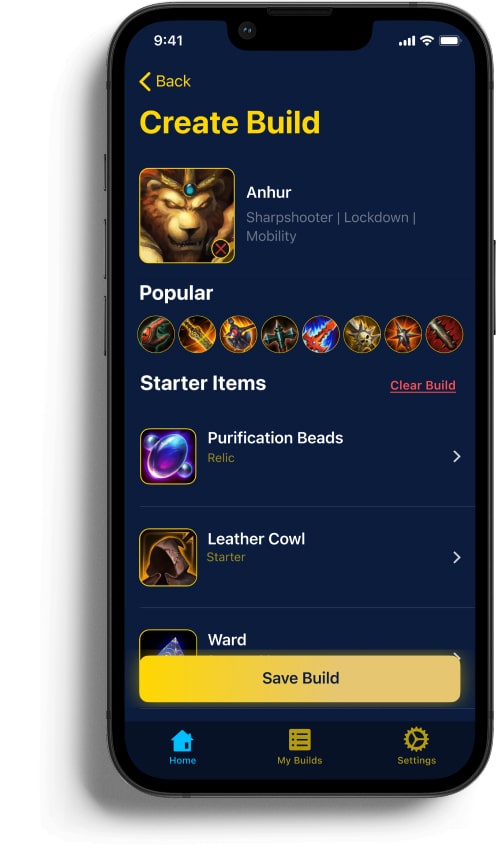 9:41
Back
Create Build
Anhur
Sharpshooter | Lockdown |
Mobility
Popular
Starter Items
Clear Build
Purification Beads
Relic
Leather Cowl
Starter
Ward
Save Build
Home
My Builds
Settings